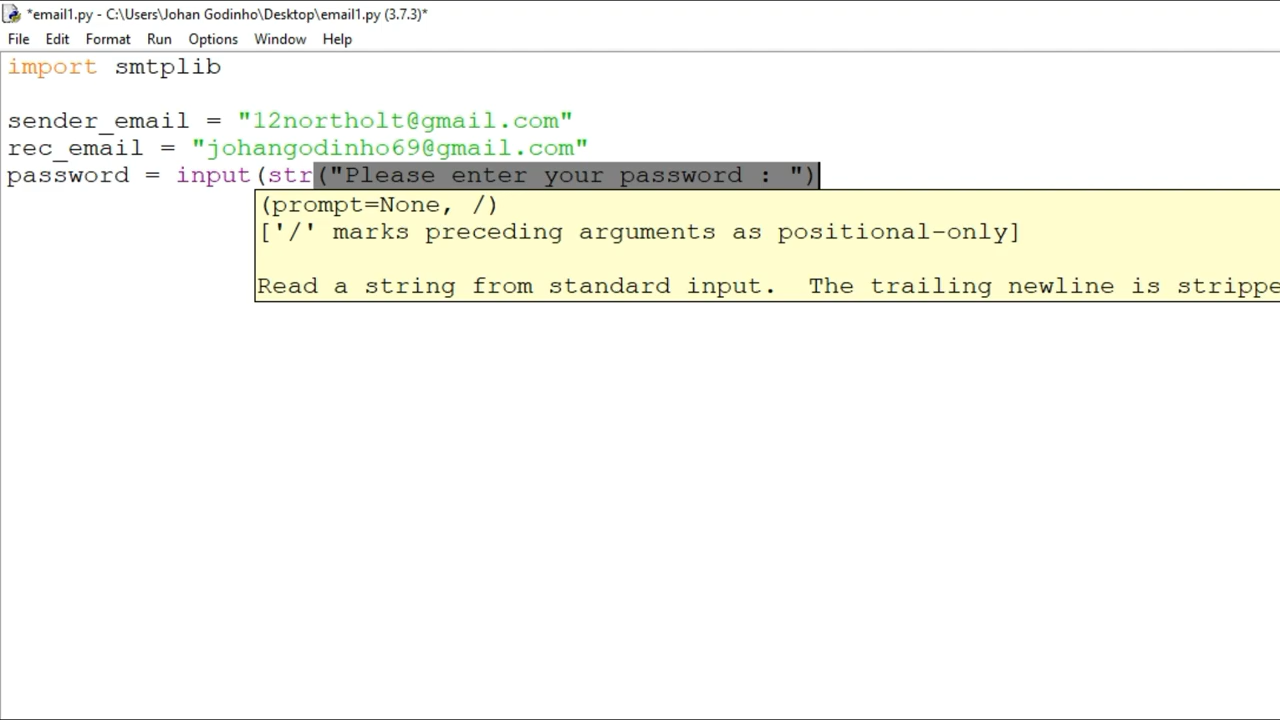 *email1.py - C:\Users\Johan Godinho\Desktop\email1.py (3.7.3)*
File Edit Format Run Options Window Help
import smtplib
sender_email = "12northolt@gmail.com"
rec_email = "johangodinho69@gmail.com"
password = input(str("Please enter your password : ")
(prompt=None, /)
['/' marks preceding arguments as positional-only]
Read a string from standard input.  The trailing newline is strippe